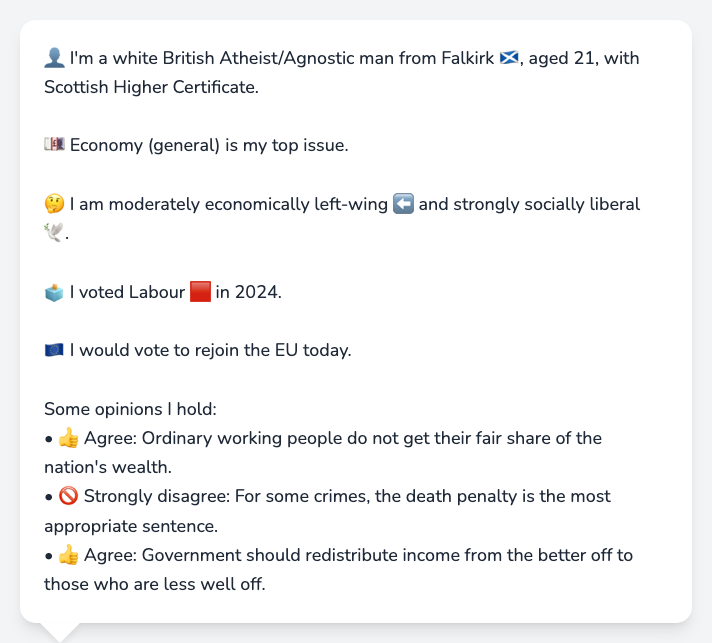 👤 I'm a white British Atheist/Agnostic man from Falkirk 🏴󠁧󠁢󠁳󠁣󠁴󠁿, aged 21, with
Scottish Higher Certificate.
💷 Economy (general) is my top issue.
🤔 I am moderately economically left-wing ⬅️ and strongly socially liberal
🕊️.
🗳️ I voted Labour 🟥 in 2024.
🇪🇺 I would vote to rejoin the EU today.
Some opinions I hold:
• 👍 Agree: Ordinary working people do not get their fair share of the
nation's wealth.
• 🚫 Strongly disagree: For some crimes, the death penalty is the most
appropriate sentence.
• 👍 Agree: Government should redistribute income from the better off to
those who are less well off.